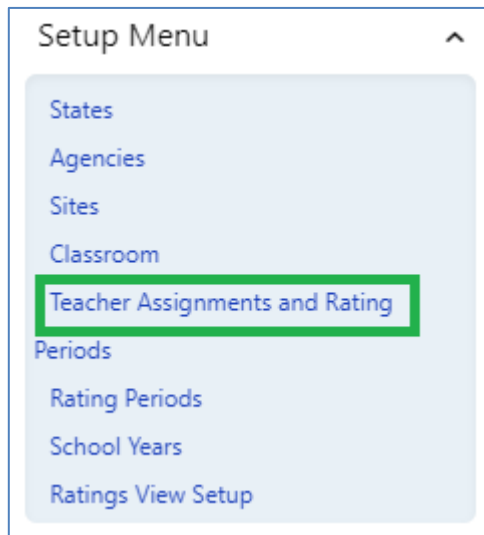 Setup Menu
States
Agencies
Sites
Classroom
Teacher Assignments and Rating
Periods
Rating Periods
School Years
Ratings View Setup